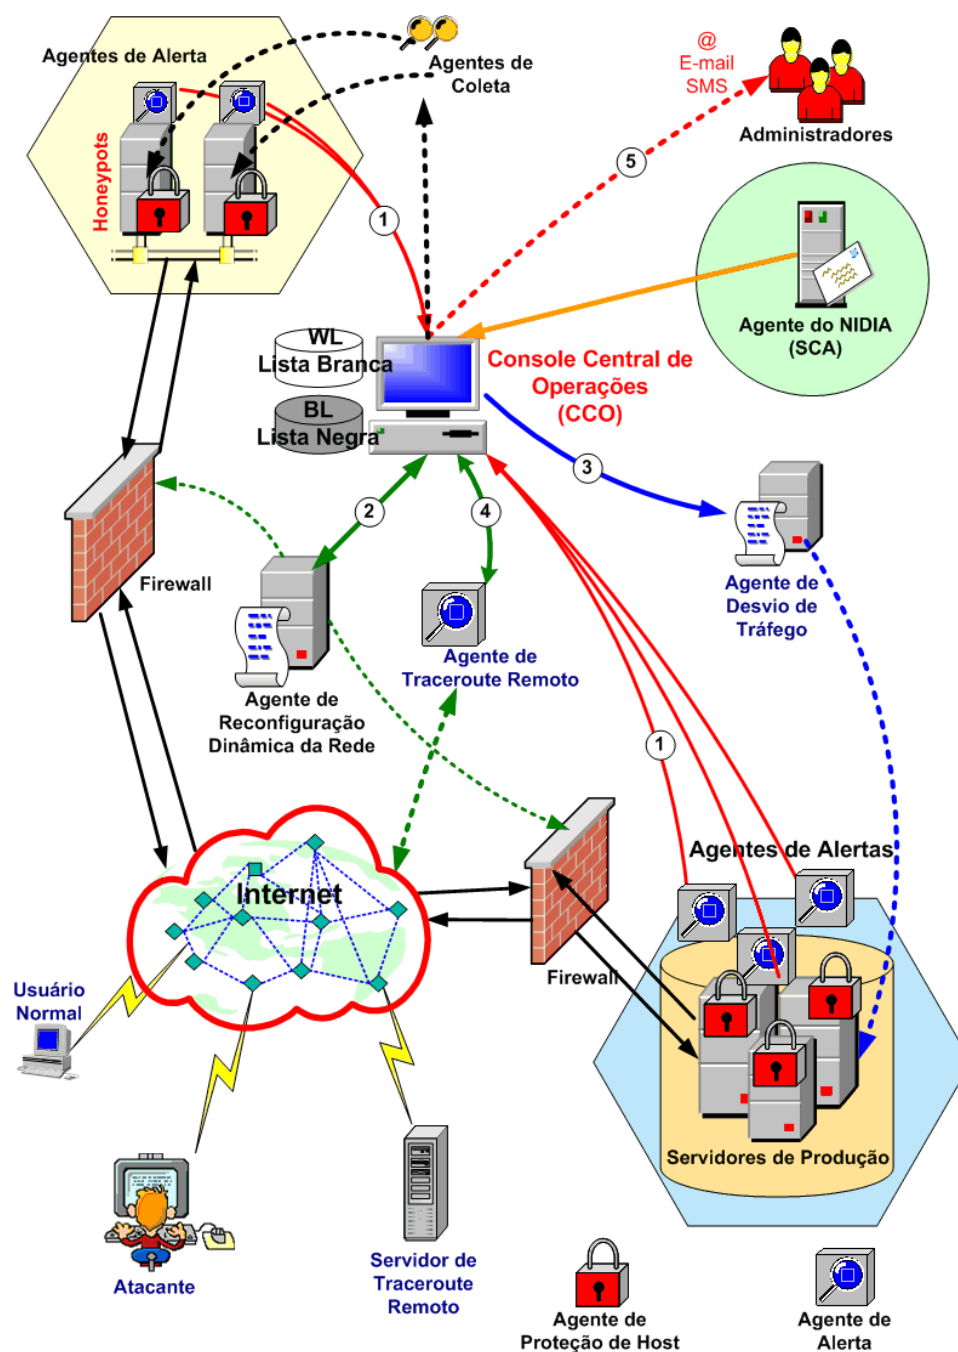 Agentes de Alerta
Honeypots
Agentes de
Coleta
@
E-mail
SMS
Administradores
5
1
Agente do NIDIA
(SCA)
WL
Lista Branca
BL
Lista Negra
Console Central de
Operações
(CCO)
2
4
3
Firewall
Agente de
Desvio de
Tráfego
Agente de
Traceroute Remoto
Agente de
Reconfiguração
Dinâmica da Rede
1
Agentes de Alertas
Internet
Firewall
Usuário
Normal
Servidores de Produção
Atacante
Servidor de
Traceroute
Remoto
Agente de
Proteção de Host
Agente de
Alerta